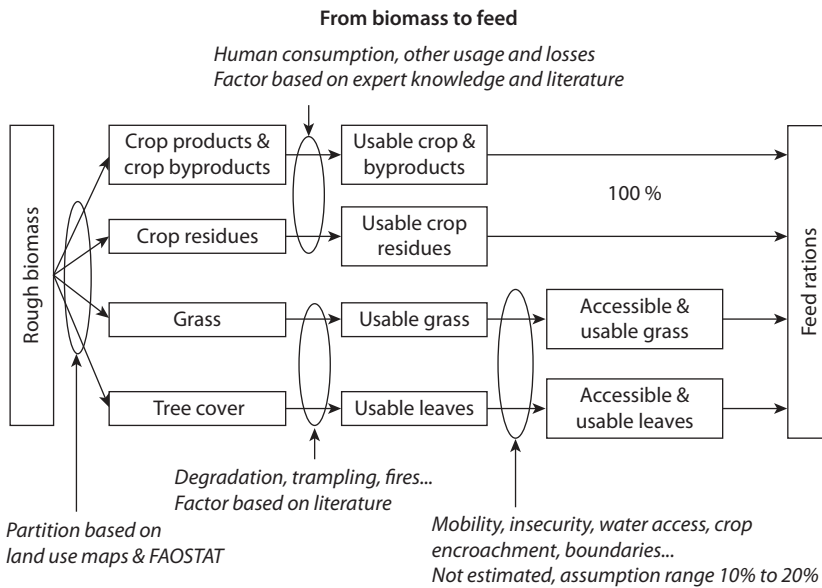 From biomass to feed
Human consumption, other usage and losses
Factor based on expert knowledge and literature
Rough biomass
Crop products &
crop byproducts
Usable crop &
byproducts
100 %
Crop residues
Usable crop
residues
Grass
Usable grass
Accessible &
usable grass
Tree cover
Usable leaves
Accessible &
usable leaves
Feed rations
Degradation, trampling, fires...
Factor based on literature
Partition based on
land use maps & FAOSTAT
Mobility, insecurity, water access, crop
encroachment, boundaries...
Not estimated, assumption range 10% to 20%